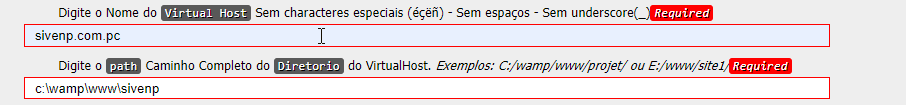 Digite o Nome do Virtual Host Sem characteres especiais (éçëñ) - Sem espaços - Sem underscore(_) Required
sivenp.com.pc
Digite o path Caminho Completo do Diretorio do VirtualHost. Exemplos: C:/wamp/www/projet/ ou E:/www/site1/ Required
c:\wamp\www\sivenp